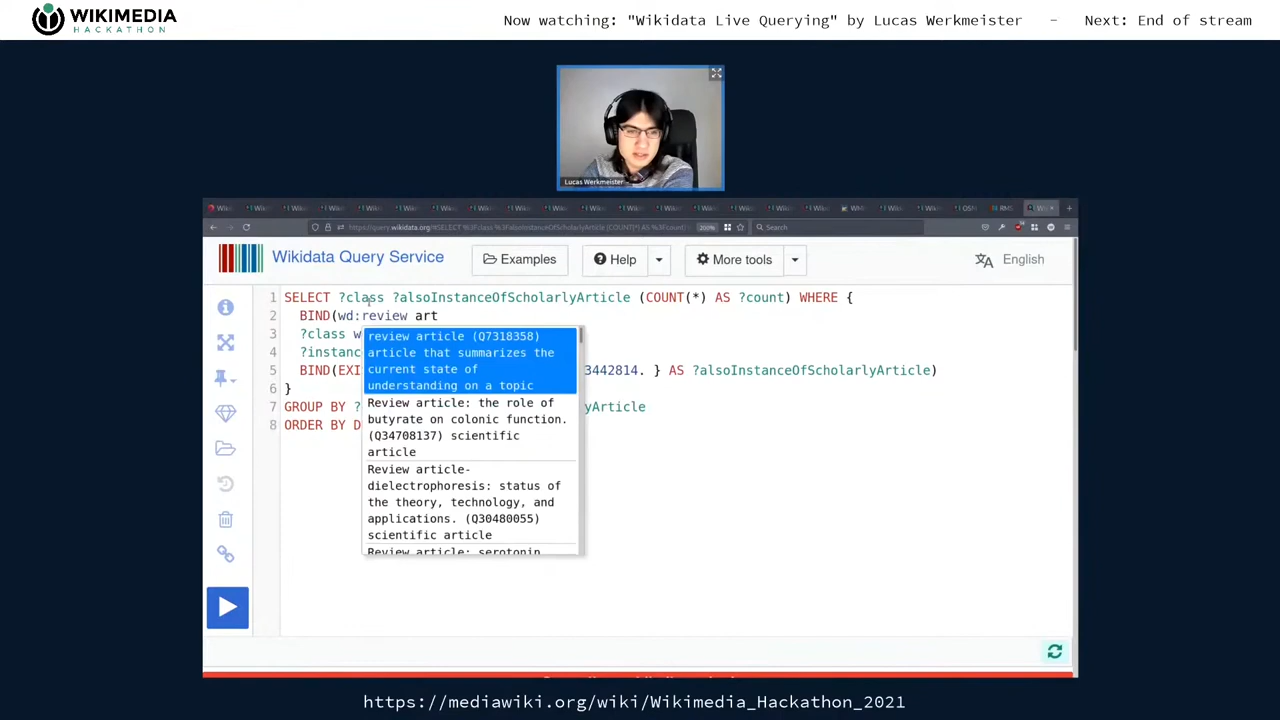 WIKIMEDIA
HACKATHON
Now watching: "Wikidata Live Querying" by Lucas Werkmeister - Next: End of stream
Lucas Werkmeister
Search
Wikidata Query Service
Examples
Help
More tools
English
1 SELECT ?class ?alsoInstanceOfScholarlyArticle (COUNT(*) AS ?count) WHERE {
2 BIND(wd:review art
3 ?class w
4 ?instanc
5 BIND(EXI 3442814. } AS ?alsoInstanceOfScholarlyArticle)
6 }
7 GROUP BY ? yArticle
8 ORDER BY D
review article (Q7318358)
article that summarizes the
current state of
understanding on a topic
Review article: the role of
butyrate on colonic function.
(Q34708137) scientific
article
Review article-
dielectrophoresis: status of
the theory, technology, and
applications. (Q30480055)
scientific article
Review article: serotonin
https://mediawiki.org/wiki/Wikimedia_Hackathon_2021